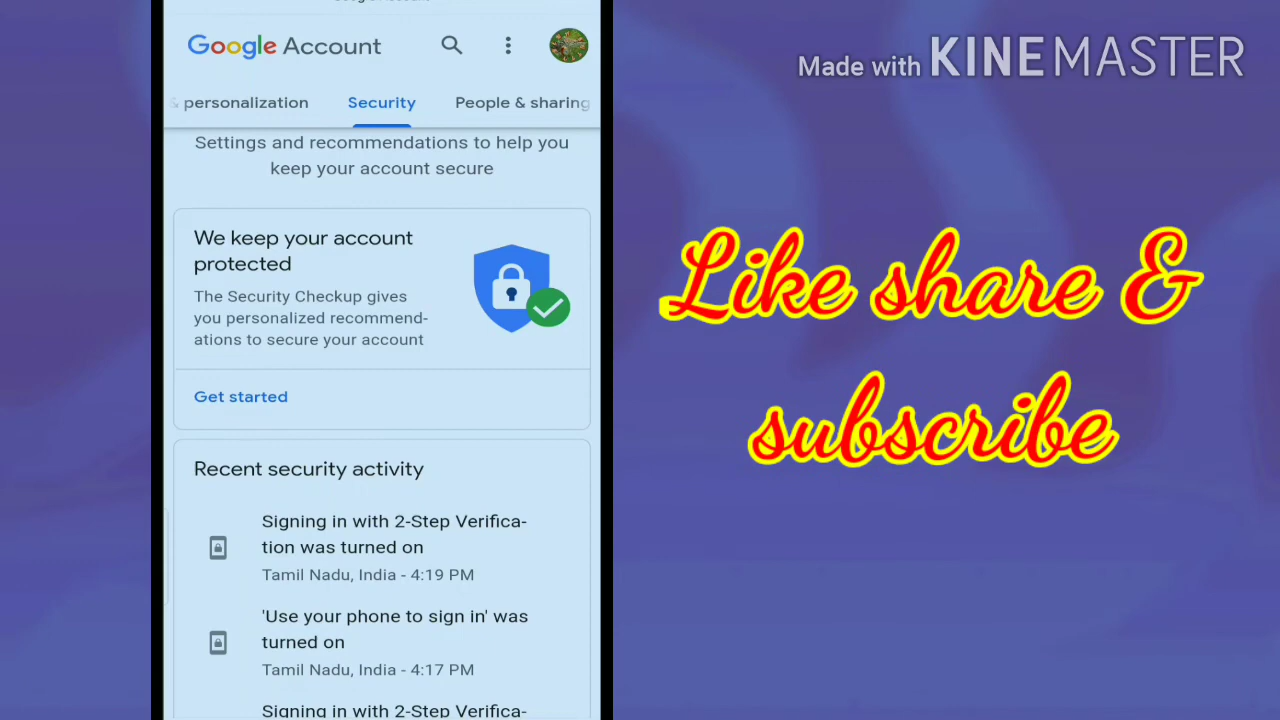 Google Account
& personalization Security People & sharing
Settings and recommendations to help you
keep your account secure
We keep your account
protected
The Security Checkup gives
you personalized recommend-
ations to secure your account
Get started
Recent security activity
Signing in with 2-Step Verifica-
tion was turned on
Tamil Nadu, India - 4:19 PM
'Use your phone to sign in' was
turned on
Tamil Nadu, India - 4:17 PM
Signing in with 2-Step Verifica-
Made with KINEMASTER
Like share &
subscribe